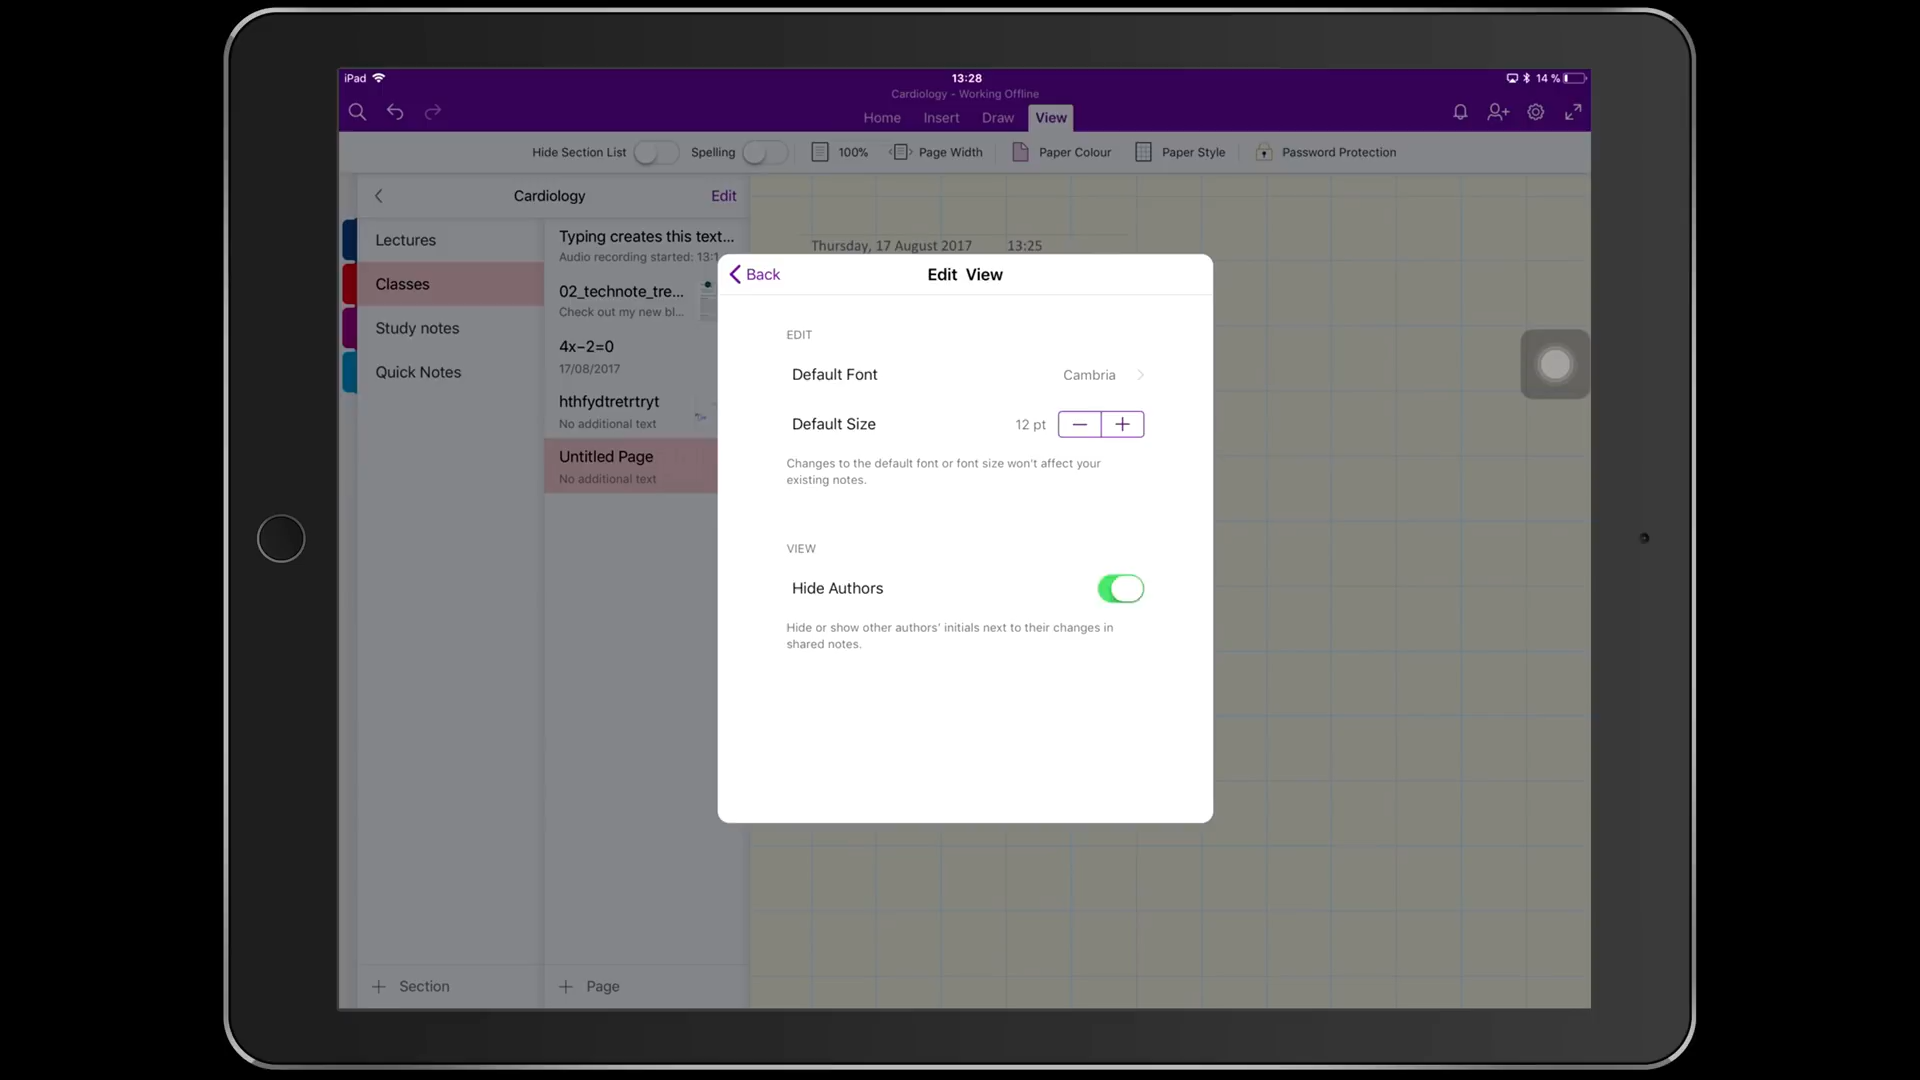 iPad
13:28
14 %
Cardiology - Working Offline
Home Insert Draw View
Hide Section List Spelling 100% Page Width Paper Colour Paper Style Password Protection
Cardiology Edit
Lectures
Classes
Study notes
Quick Notes
Typing creates this text...
Audio recording started: 13:1
02_technote_tre...
Check out my new bl...
4x−2=0
17/08/2017
hthfydtretrtryt
No additional text
Untitled Page
No additional text
Section
Page
Thursday, 17 August 2017 13:25
Back
Edit View
EDIT
Default Font Cambria
Default Size 12 pt
Changes to the default font or font size won't affect your
existing notes.
VIEW
Hide Authors
Hide or show other authors' initials next to their changes in
shared notes.